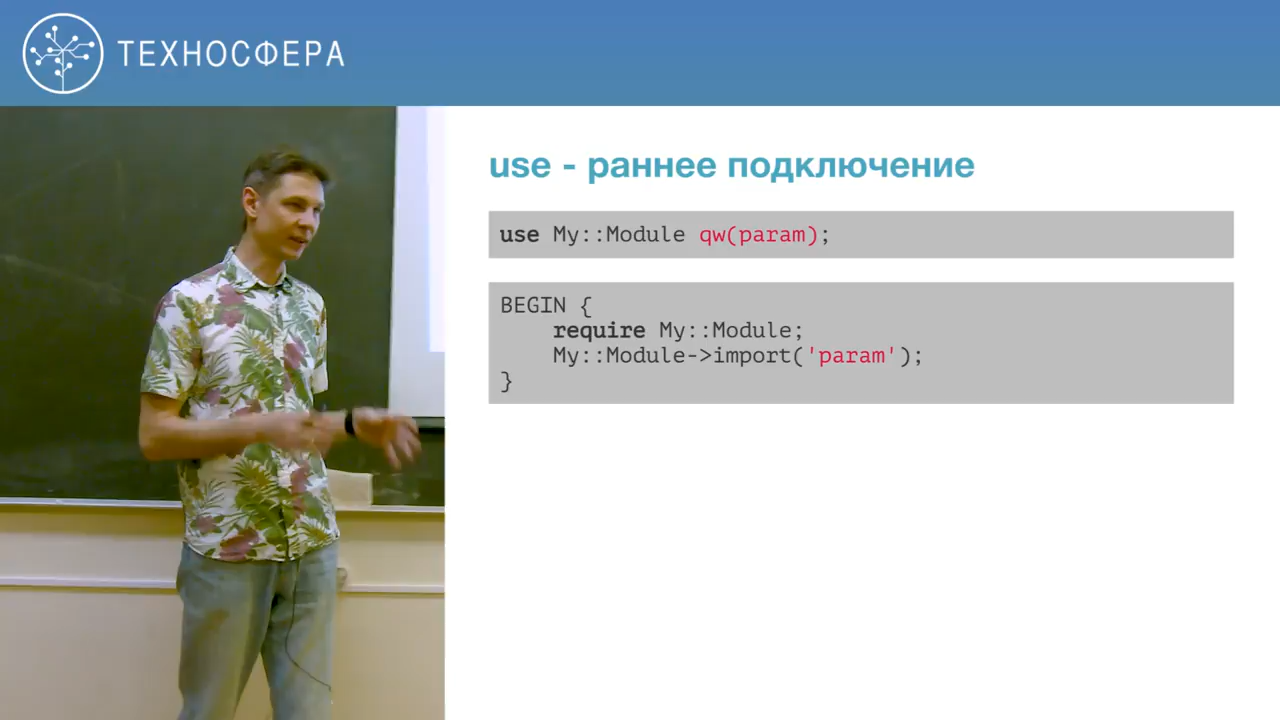 ТЕХНОСФЕРА
use - раннее подключение
use My::Module qw(param);
BEGIN {
    require My::Module;
    My::Module->import('param');
}